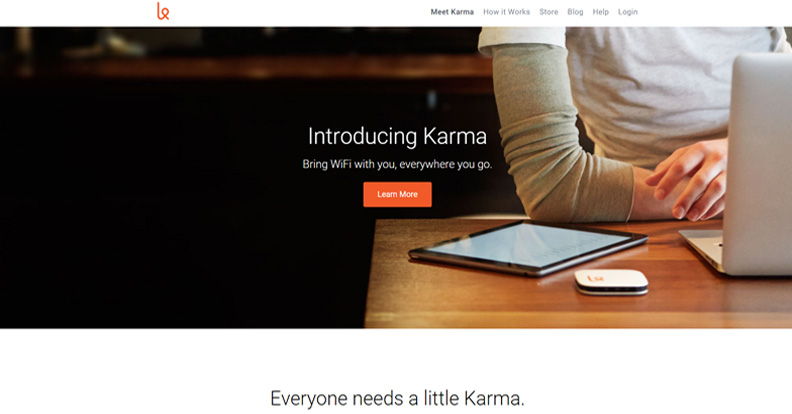 Meet Karma How it Works Store Blog Help Login
Introducing Karma
Bring WiFi with you, everywhere you go.
Learn More
Everyone needs a little Karma.